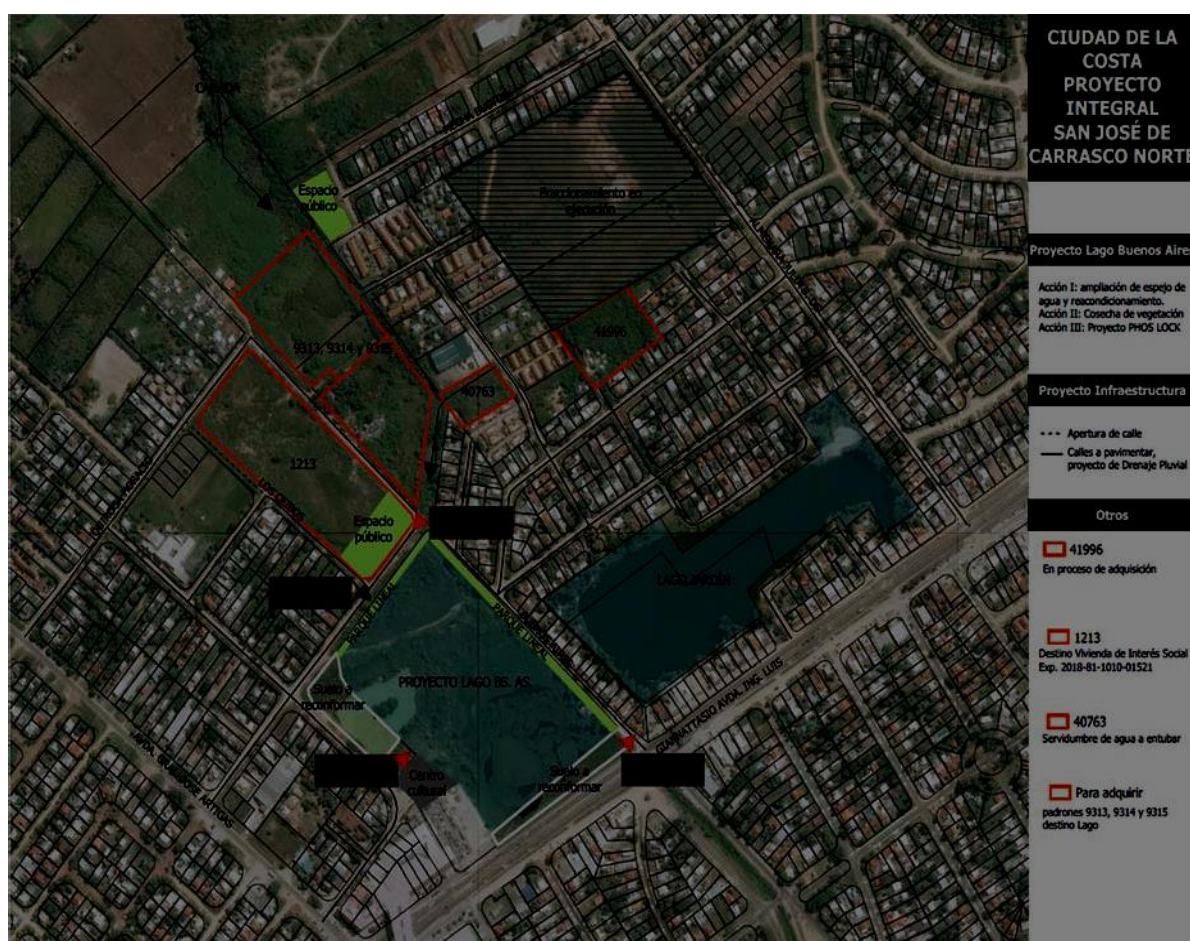 CIUDAD DE LA
COSTA
PROYECTO
INTEGRAL
SAN JOSÉ DE
CARRASCO NORTE
Proyecto Lago Buenos Aires
Acción I: ampliación de espejo de
agua y reacondicionamiento.
Acción II: Cosecha de vegetación
Acción III: Proyecto PHOS LOCK
Proyecto Infraestructura
Apertura de calle
Calles a pavimentar,
proyecto de Drenaje Pluvial
Otros
41996
En proceso de adquisición
1213
Destino Vivienda de Interés Social
Exp. 2018-81-1010-01521
40763
Servidumbre de agua a entubar
Para adquirir
padrones 9313, 9314 y 9315
destino Lago
CAÑADA
Espacio
público
Fraccionamiento en
ejecución
41996
9313, 9314 y 9315
40763
1213
LOS CEIBOS
Espacio
público
LAGO JARDÍN
PARQUE LINEAL
PARQUE LINEAL
PROYECTO LAGO BS. AS.
Suelo a
reconformar
Centro
cultural
Suelo a
reconformar
GIANNATTASIO AVDA. ING. LUIS